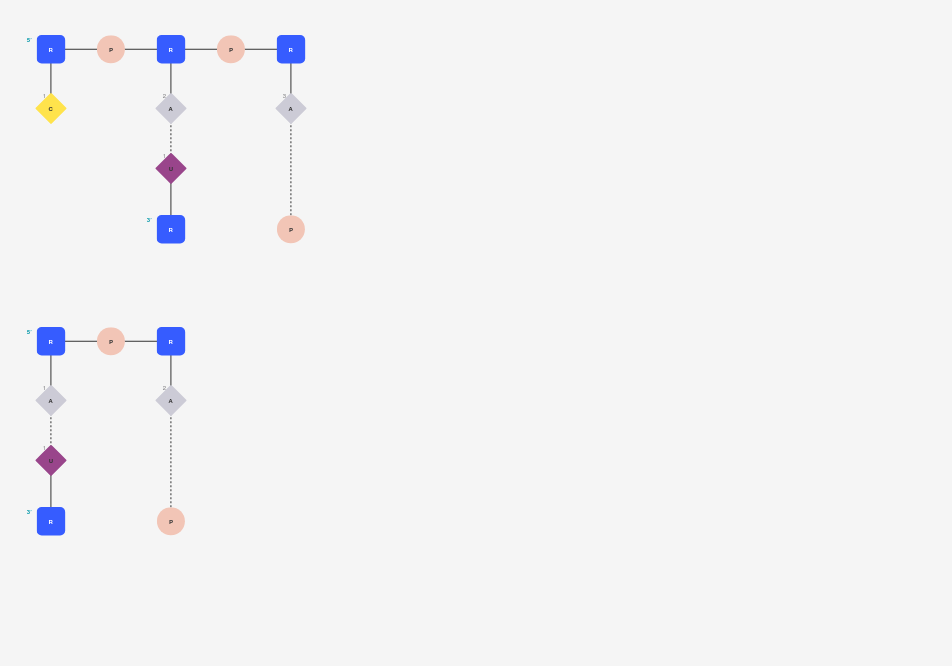 5' R P R P R
1 C 2 A 3 A
1 U
3' R P
5' R P R
1 A 2 A
1 U
3' R P